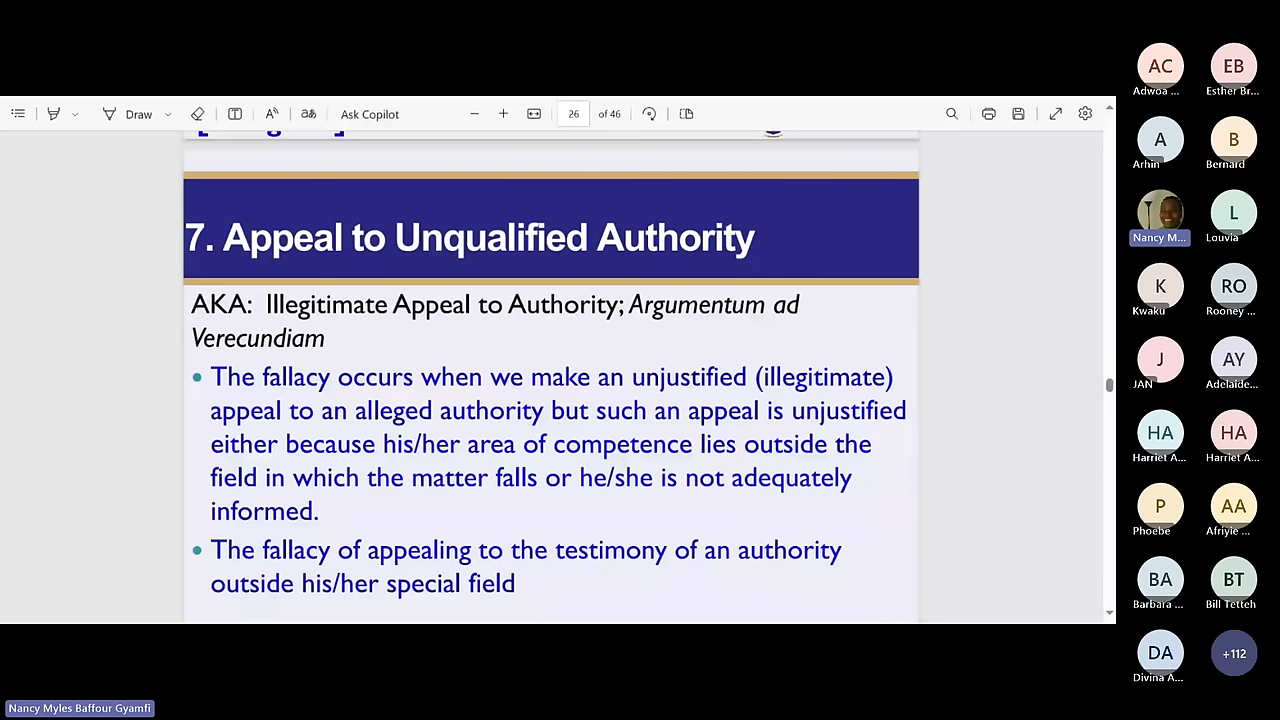 Draw
Ask Copilot
26 of 46
7. Appeal to Unqualified Authority
AKA: Illegitimate Appeal to Authority; Argumentum ad
Verecundiam
• The fallacy occurs when we make an unjustified (illegitimate)
appeal to an alleged authority but such an appeal is unjustified
either because his/her area of competence lies outside the
field in which the matter falls or he/she is not adequately
informed.
• The fallacy of appealing to the testimony of an authority
outside his/her special field
AC EB
Adwoa ... Esther Br...
A B
Arhin Bernard
L
Nancy M... Louvia
K RO
Kwaku Rooney ...
J AY
JAN Adelaide...
HA HA
Harriet A... Harriet A...
P AA
Phoebe Afriyie ...
BA BT
Barbara ... Bill Tetteh
DA +112
Divina A...
Nancy Myles Baffour Gyamfi